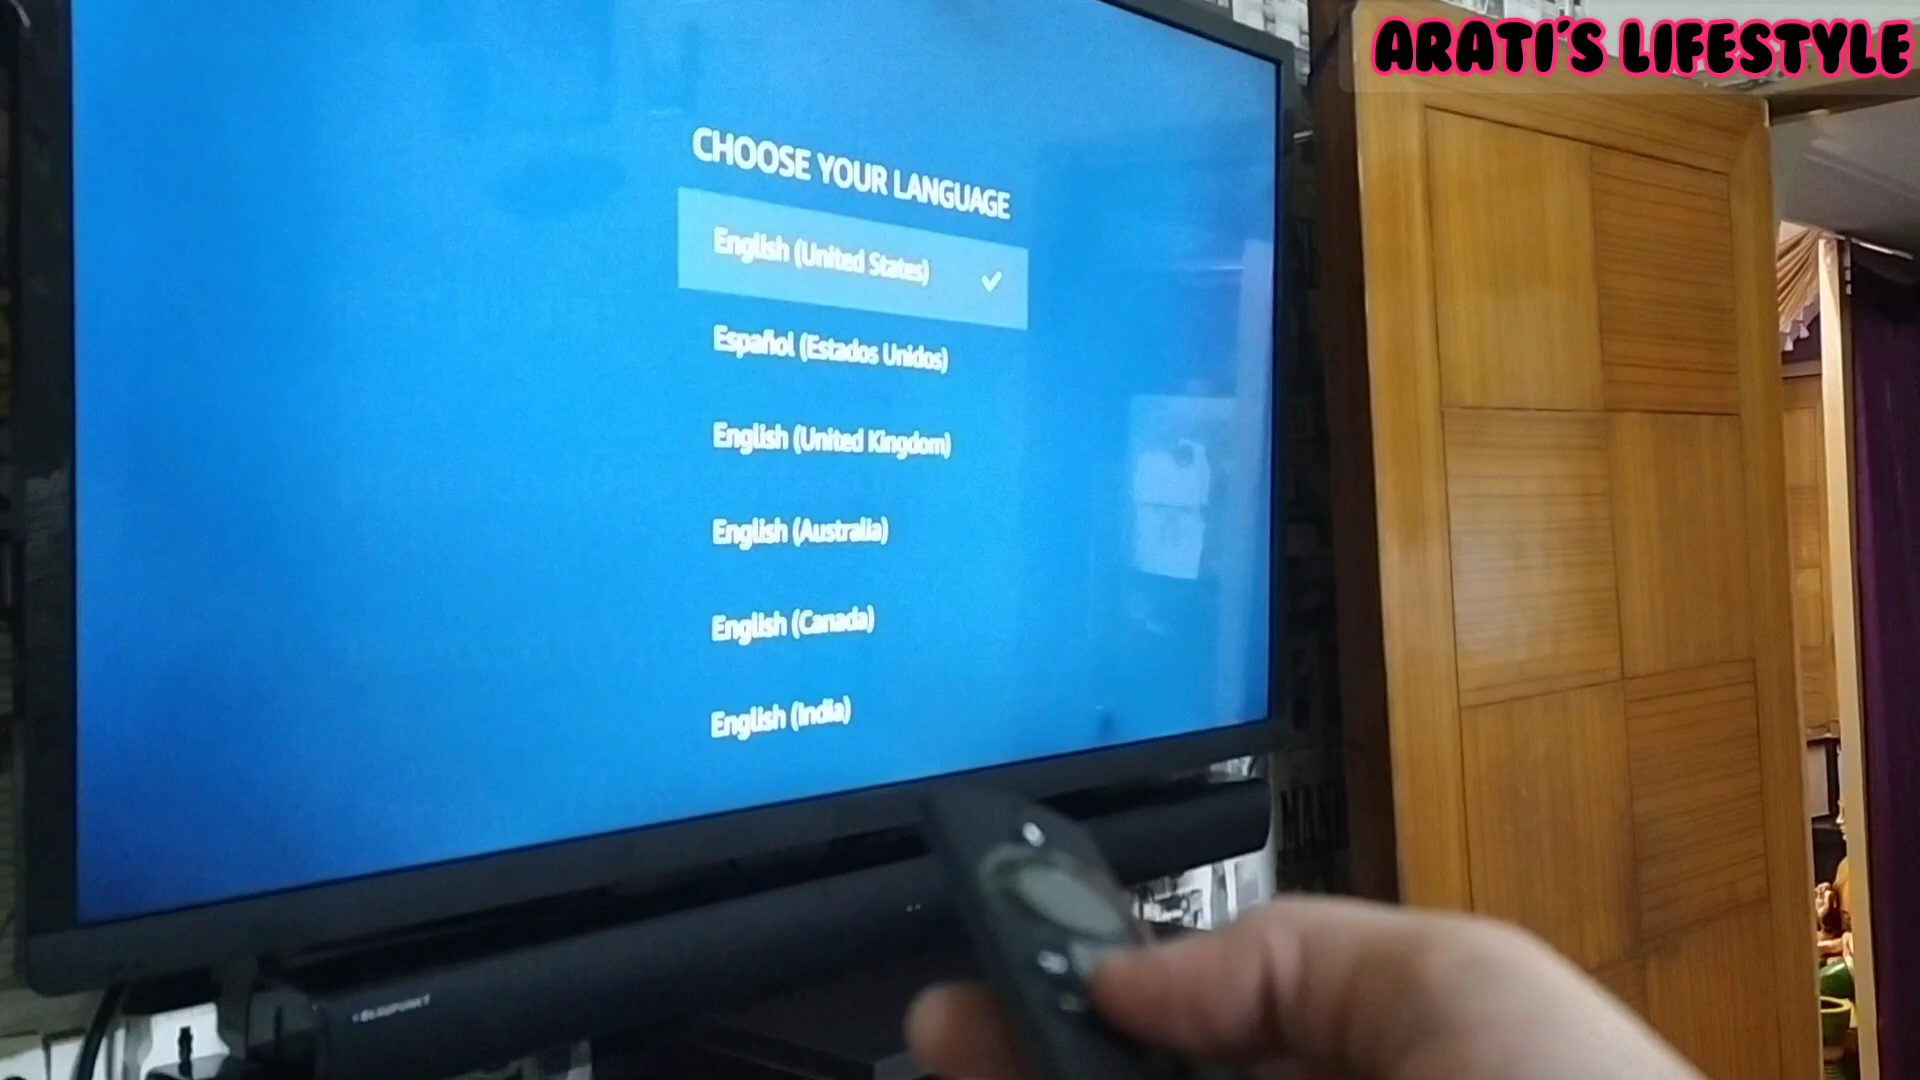 ARATI'S LIFESTYLE
CHOOSE YOUR LANGUAGE
English (United States)
Español (Estados Unidos)
English (United Kingdom)
English (Australia)
English (Canada)
English (India)
BLAUPUNKT